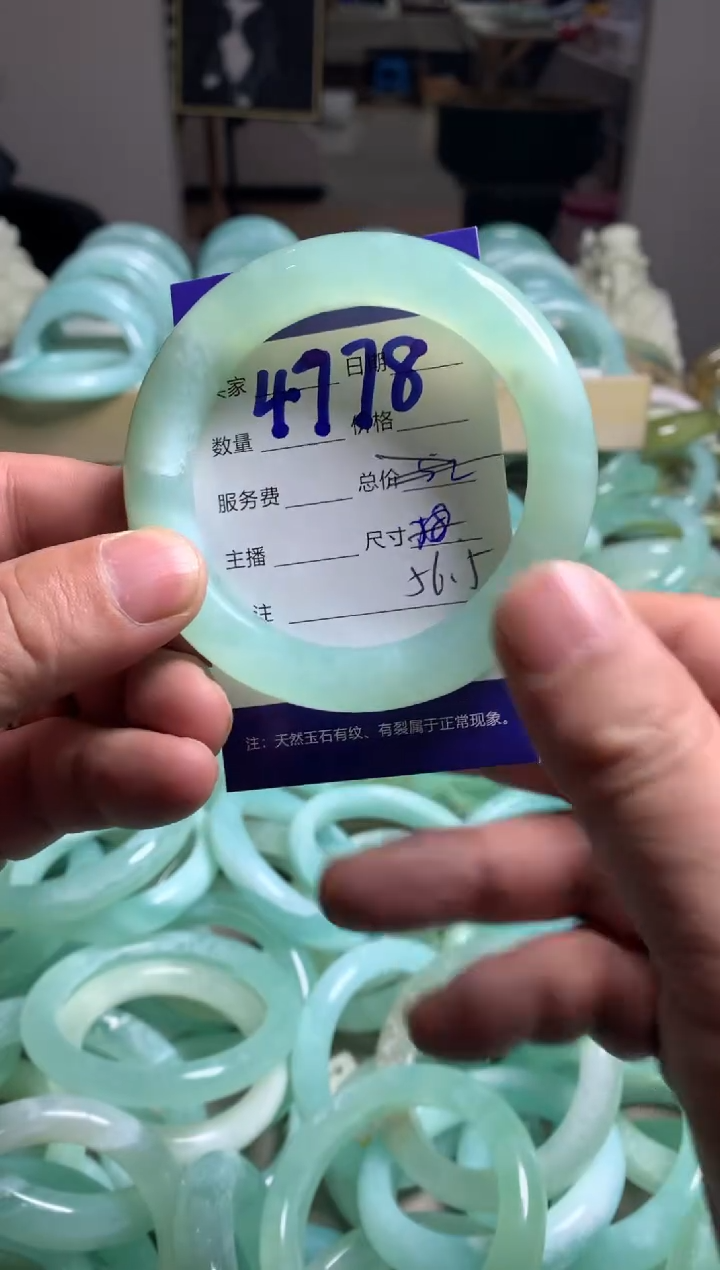 家 日期
4778
数量 价格
服务费 总价 52
主播 尺寸
56.5
注
注：天然玉石有纹、有裂属于正常现象。